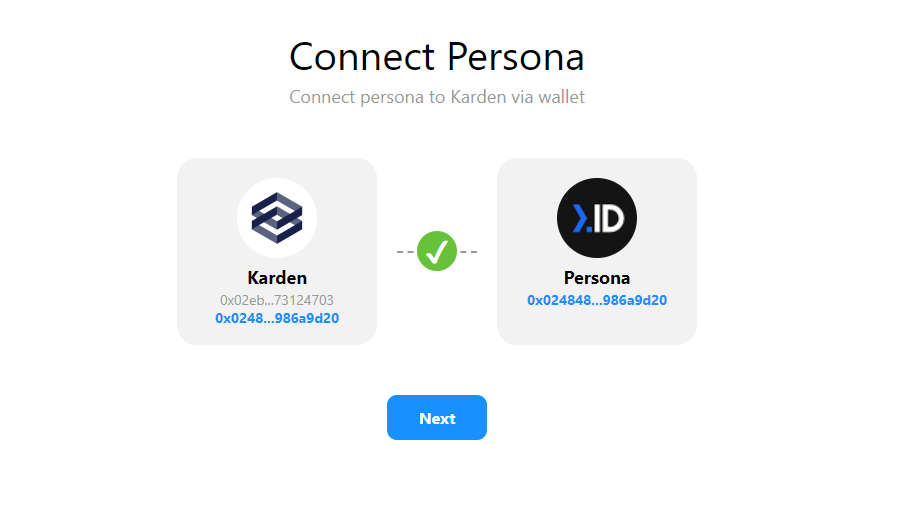 Connect Persona
Connect persona to Karden via wallet
.ID
Karden
0x02eb...73124703
0x0248...986a9d20
Persona
0x024848...986a9d20
Next